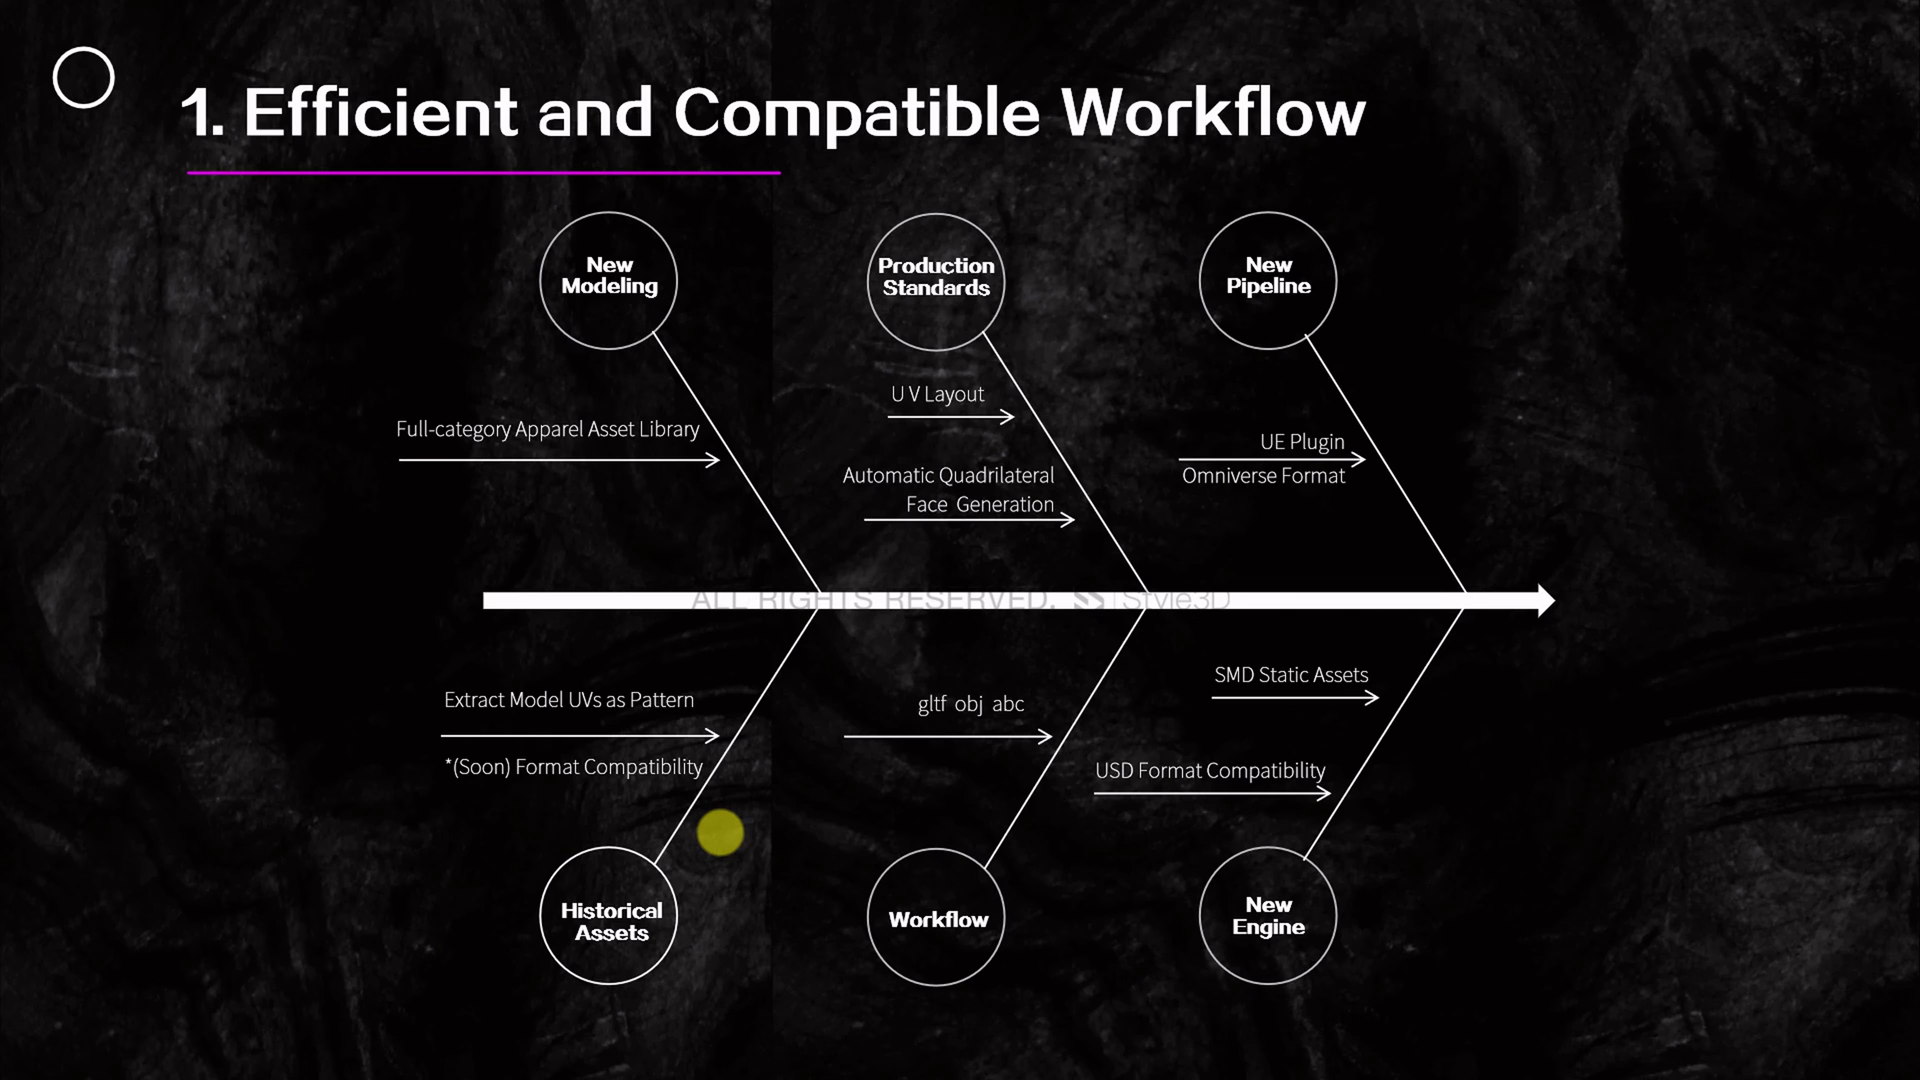 1. Efficient and Compatible Workflow
New
Modeling
Production
Standards
New
Pipeline
Full-category Apparel Asset Library
UV Layout
Automatic Quadrilateral
Face Generation
UE Plugin
Omniverse Format
ALL RIGHTS RESERVED. Style3D
Extract Model UVs as Pattern
*(Soon) Format Compatibility
gltf obj abc
SMD Static Assets
USD Format Compatibility
Historical
Assets
Workflow
New
Engine